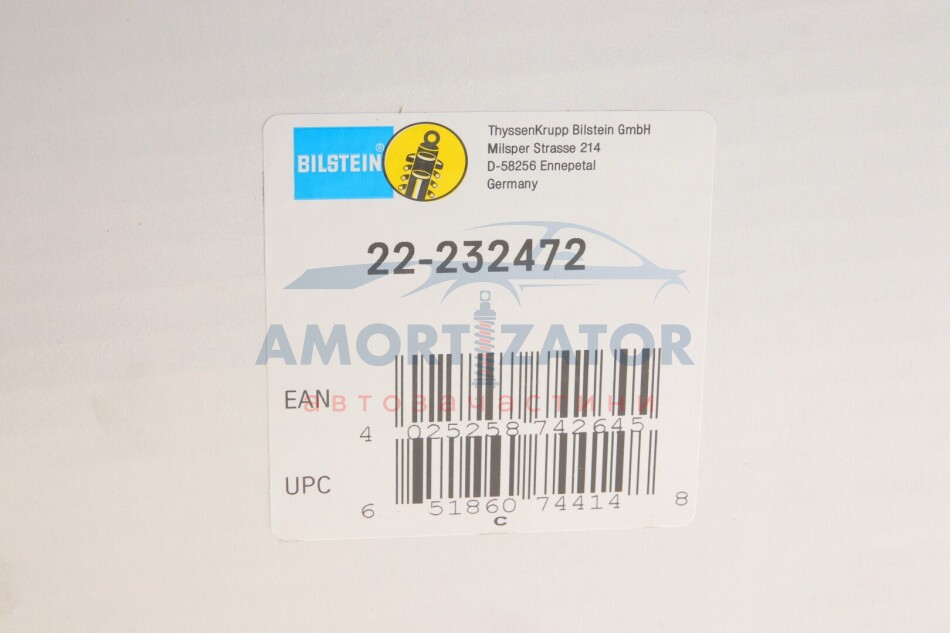 BILSTEIN®
ThyssenKrupp Bilstein GmbH
Milsper Strasse 214
D-58256 Ennepetal
Germany
22-232472
AMORTIZATOR
автозапчастини
EAN
4 025258 742645
UPC
6 51860 74414 8
C